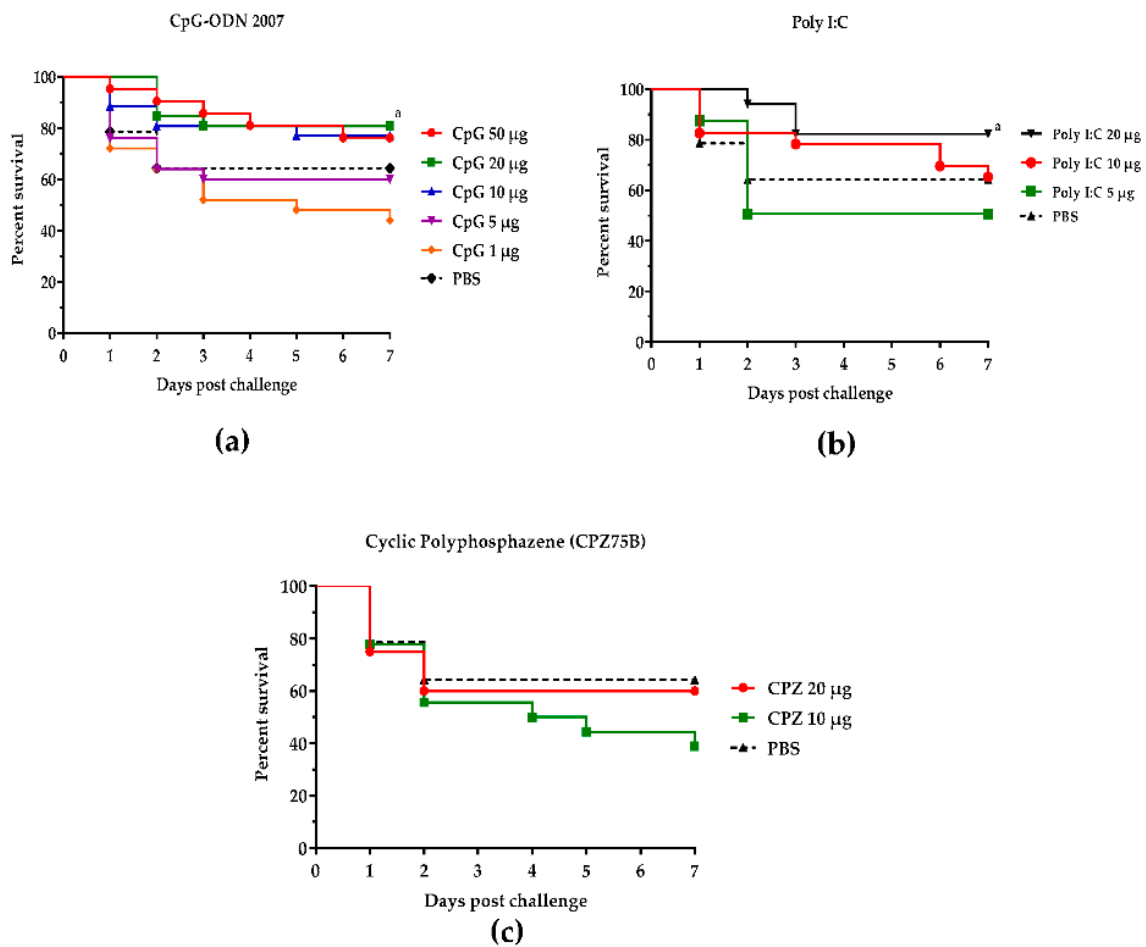 CpG-ODN 2007
Percent survival
100
80
60
40
20
0
0 1 2 3 4 5 6 7
Days post challenge
a
CpG 50 µg
CpG 20 µg
CpG 10 µg
CpG 5 µg
CpG 1 µg
PBS
(a)
Poly I:C
Percent survival
100
80
60
40
20
0
0 1 2 3 4 5 6 7
Days post challenge
a
Poly I:C 20 µg
Poly I:C 10 µg
Poly I:C 5 µg
PBS
(b)
Cyclic Polyphosphazene (CPZ75B)
Percent survival
100
80
60
40
20
0
0 1 2 3 4 5 6 7
Days post challenge
CPZ 20 µg
CPZ 10 µg
PBS
(c)